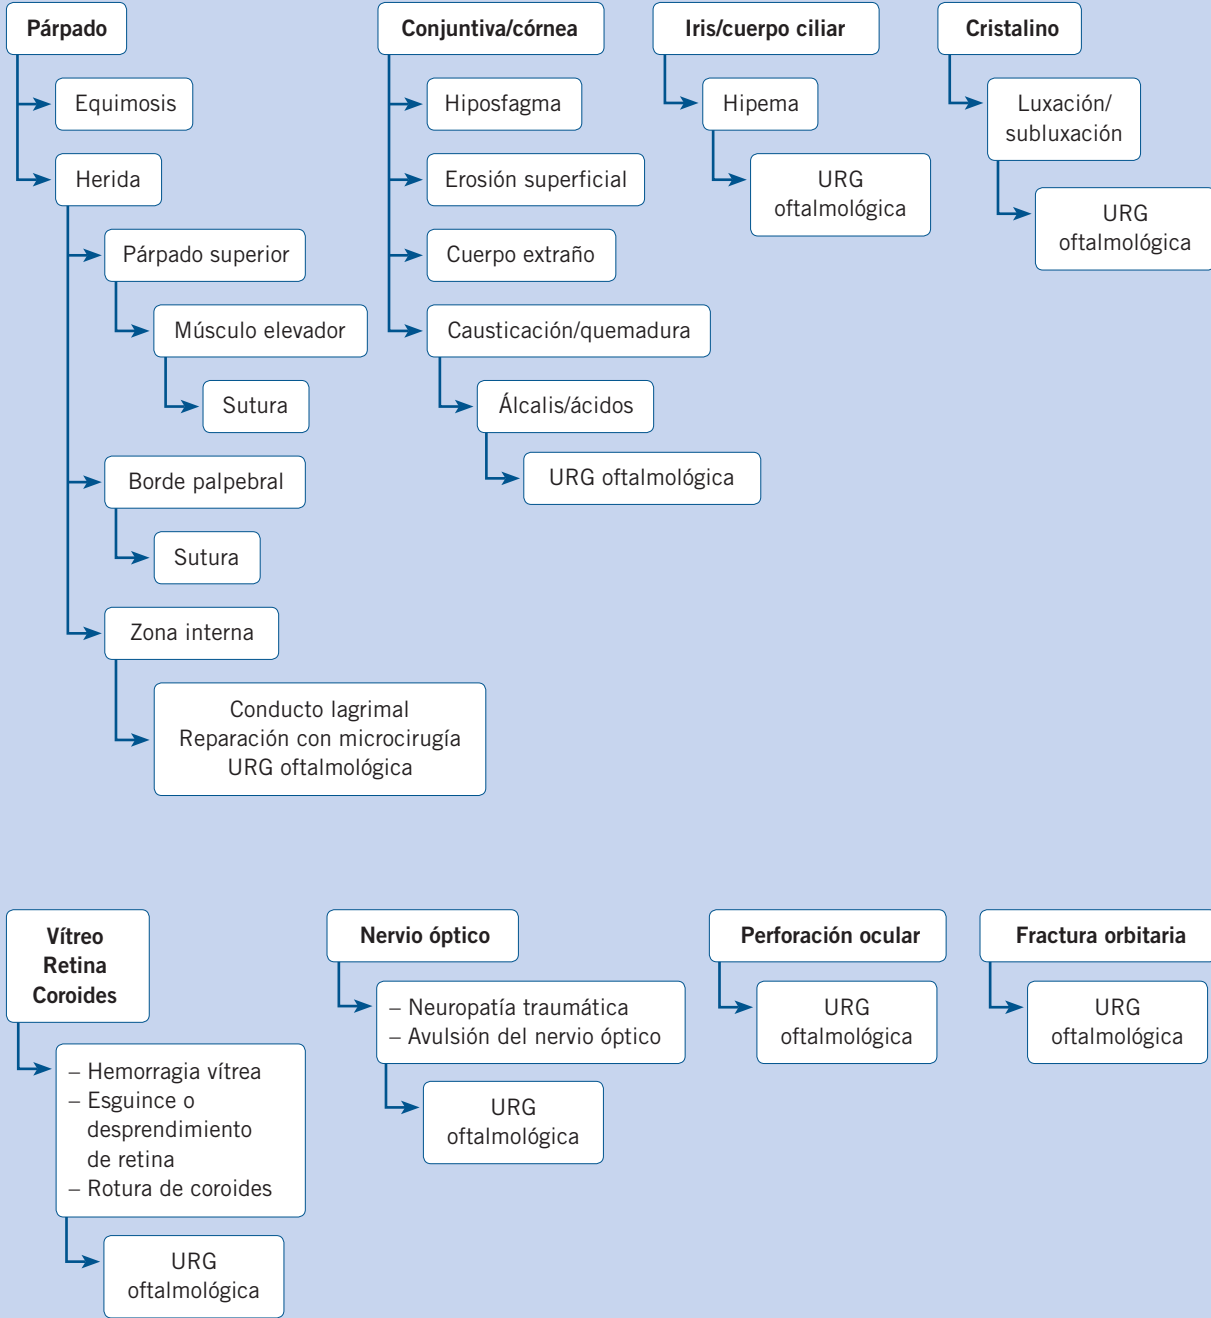 Párpado
Equimosis
Herida
Párpado superior
Músculo elevador
Sutura
Borde palpebral
Sutura
Zona interna
Conducto lagrimal
Reparación con microcirugía
URG oftalmológica
Conjuntiva/córnea
Hiposfagma
Erosión superficial
Cuerpo extraño
Causticación/quemadura
Álcalis/ácidos
URG oftalmológica
Iris/cuerpo ciliar
Hipema
URG
oftalmológica
Cristalino
Luxación/
subluxación
URG
oftalmológica
Vítreo
Retina
Coroides
– Hemorragia vítrea
– Esguince o
desprendimiento
de retina
– Rotura de coroides
URG
oftalmológica
Nervio óptico
– Neuropatía traumática
– Avulsión del nervio óptico
URG
oftalmológica
Perforación ocular
URG
oftalmológica
Fractura orbitaria
URG
oftalmológica